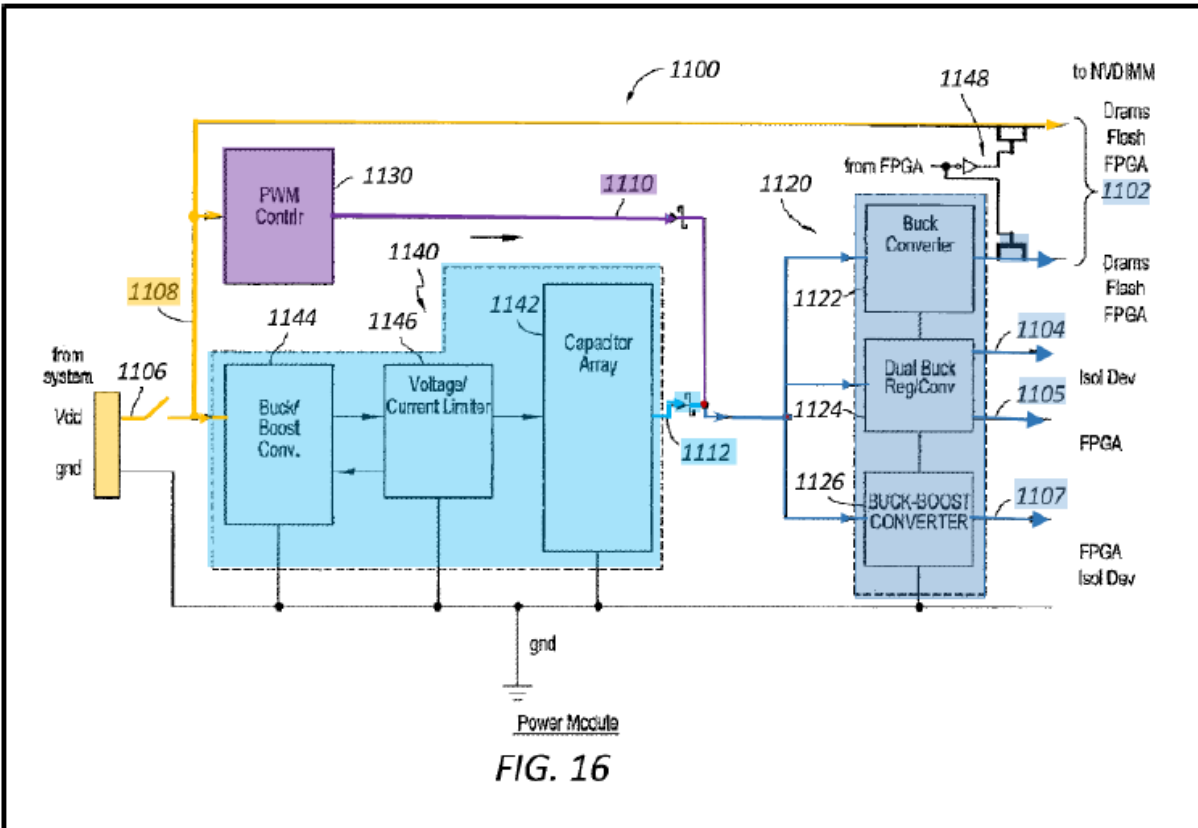 1100
to NVDIMM
1148
Drams
Flash
FPGA
from FPGA
1102
PWM
Contrlr
1130
1110
1120
Buck
Converter
1140
Drams
Flash
FPGA
1122
1108
1144
1146
1142
Capacitor
Array
1104
from
system
1106
Voltage/
Current Limiter
Dual Buck
Reg/Conv
Isol Dev
1105
Vdd
Buck/
Boost
Conv.
1124
1112
FPGA
gnd
1126
BUCK-BOOST
CONVERTER
1107
FPGA
Isol Dev
gnd
Power Module
FIG. 16